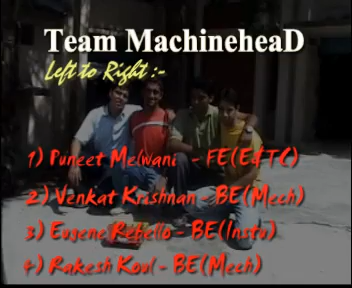 Team MachineheaD
Left to Right :-
1) Puneet Melwani - FE(E&TC)
2) Venkat Krishnan - BE(Mech)
3) Eugene Rebello - BE(Instu)
4) Rakesh Koul - BE(Mech)